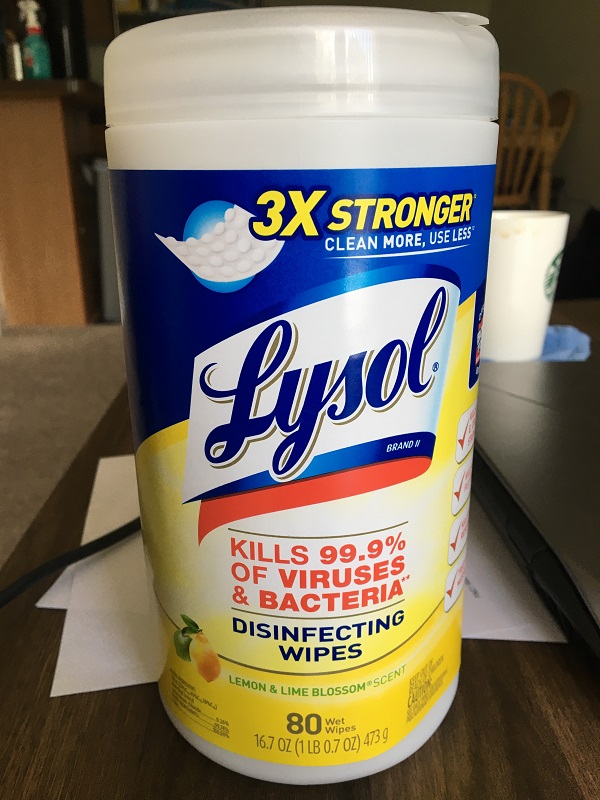 3X STRONGER*
CLEAN MORE, USE LESS*
Lysol®
BRAND II
KILLS 99.9%
OF VIRUSES
& BACTERIA**
DISINFECTING
WIPES
LEMON & LIME BLOSSOM® SCENT
80 Wet
Wipes
16.7 OZ (1 LB 0.7 OZ) 473 g